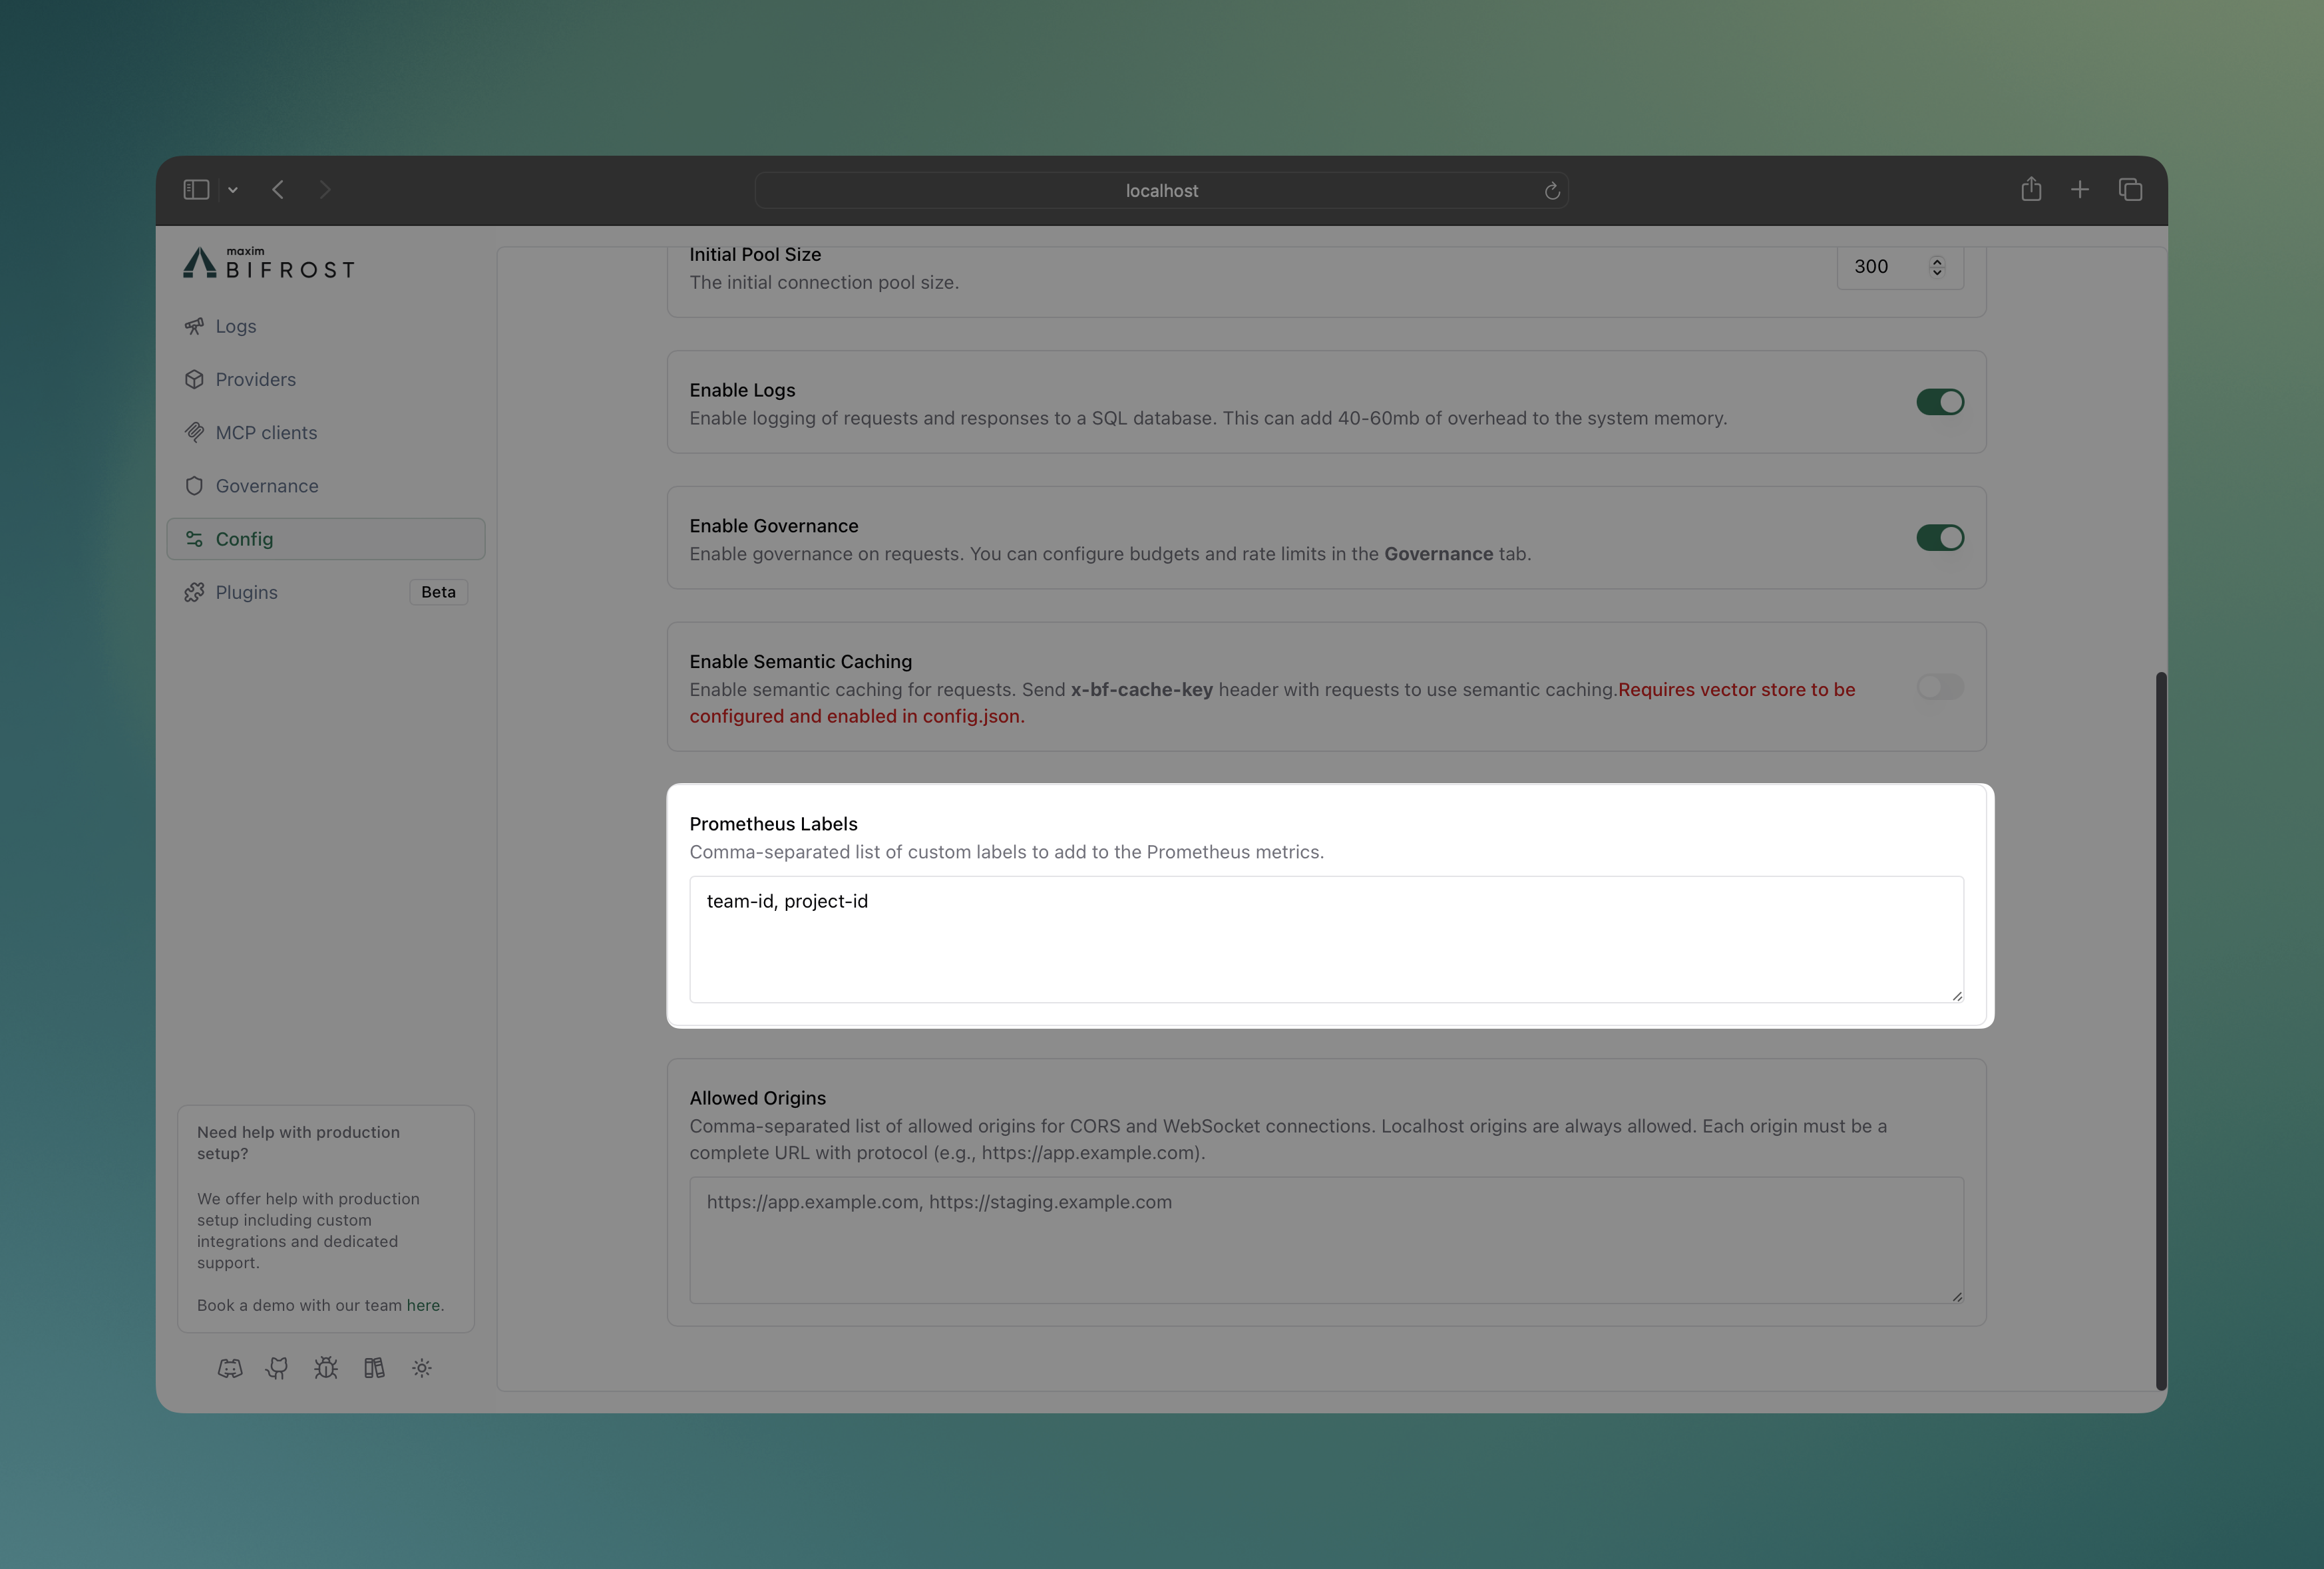 localhost
maxim
BIFROST
Logs
Providers
MCP clients
Governance
Config
Plugins
Beta
Need help with production
setup?
We offer help with production
setup including custom
integrations and dedicated
support.
Book a demo with our team here.
Initial Pool Size
The initial connection pool size.
300
Enable Logs
Enable logging of requests and responses to a SQL database. This can add 40-60mb of overhead to the system memory.
Enable Governance
Enable governance on requests. You can configure budgets and rate limits in the Governance tab.
Enable Semantic Caching
Enable semantic caching for requests. Send x-bf-cache-key header with requests to use semantic caching.Requires vector store to be
configured and enabled in config.json.
Prometheus Labels
Comma-separated list of custom labels to add to the Prometheus metrics.
team-id, project-id
Allowed Origins
Comma-separated list of allowed origins for CORS and WebSocket connections. Localhost origins are always allowed. Each origin must be a
complete URL with protocol (e.g., https://app.example.com).
https://app.example.com, https://staging.example.com